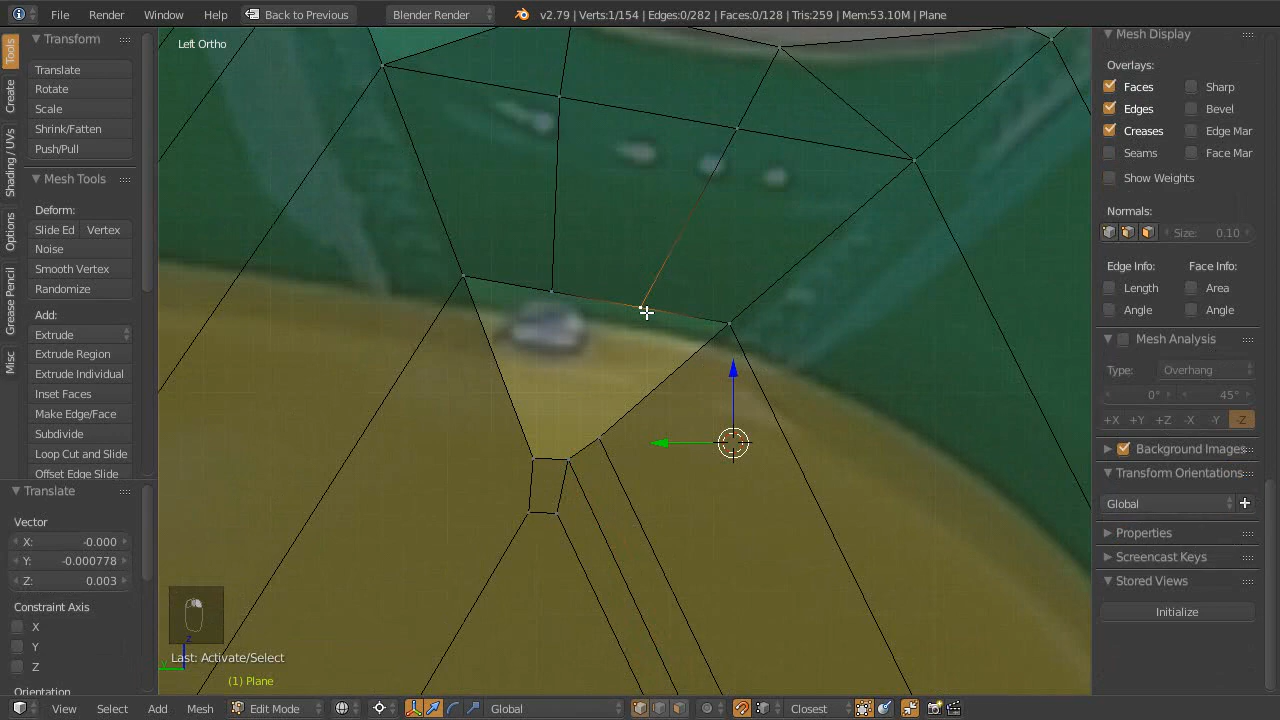 File Render Window Help Back to Previous Blender Render v2.79 | Verts:1/154 | Edges:0/282 | Faces:0/128 | Tris:259 | Mem:53.10M | Plane
Tools
Create
Shading / UVs
Options
Grease Pencil
Misc
Transform
Translate
Rotate
Scale
Shrink/Fatten
Push/Pull
Mesh Tools
Deform:
Slide Ed Vertex
Noise
Smooth Vertex
Randomize
Add:
Extrude
Extrude Region
Extrude Individual
Inset Faces
Make Edge/Face
Subdivide
Loop Cut and Slide
Offset Edge Slide
Translate
Vector
X: -0.000
Y: -0.000778
Z: 0.003
Constraint Axis
X
Y
Z
Orientation
Left Ortho
z
y
Last: Activate/Select
(1) Plane
Mesh Display
Overlays:
Faces Sharp
Edges Bevel
Creases Edge Mar
Seams Face Mar
Show Weights
Normals:
Size: 0.10
Edge Info: Face Info:
Length Area
Angle Angle
Mesh Analysis
Type: Overhang
0° 45°
+X +Y +Z -X -Y -Z
Background Images
Transform Orientations
Global
Properties
Screencast Keys
Stored Views
Initialize
View Select Add Mesh Edit Mode Global Closest